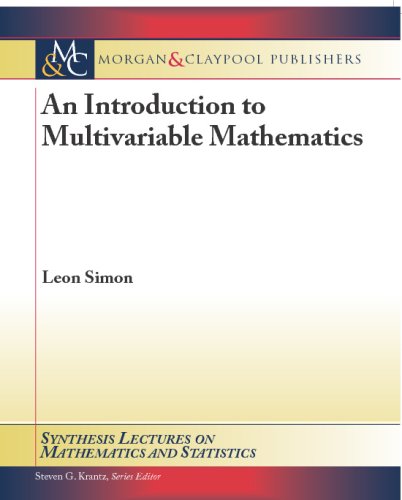 M&C MORGAN&CLAYPOOL PUBLISHERS
An Introduction to
Multivariable Mathematics
Leon Simon
SYNTHESIS LECTURES ON
MATHEMATICS AND STATISTICS
Steven G. Krantz, Series Editor